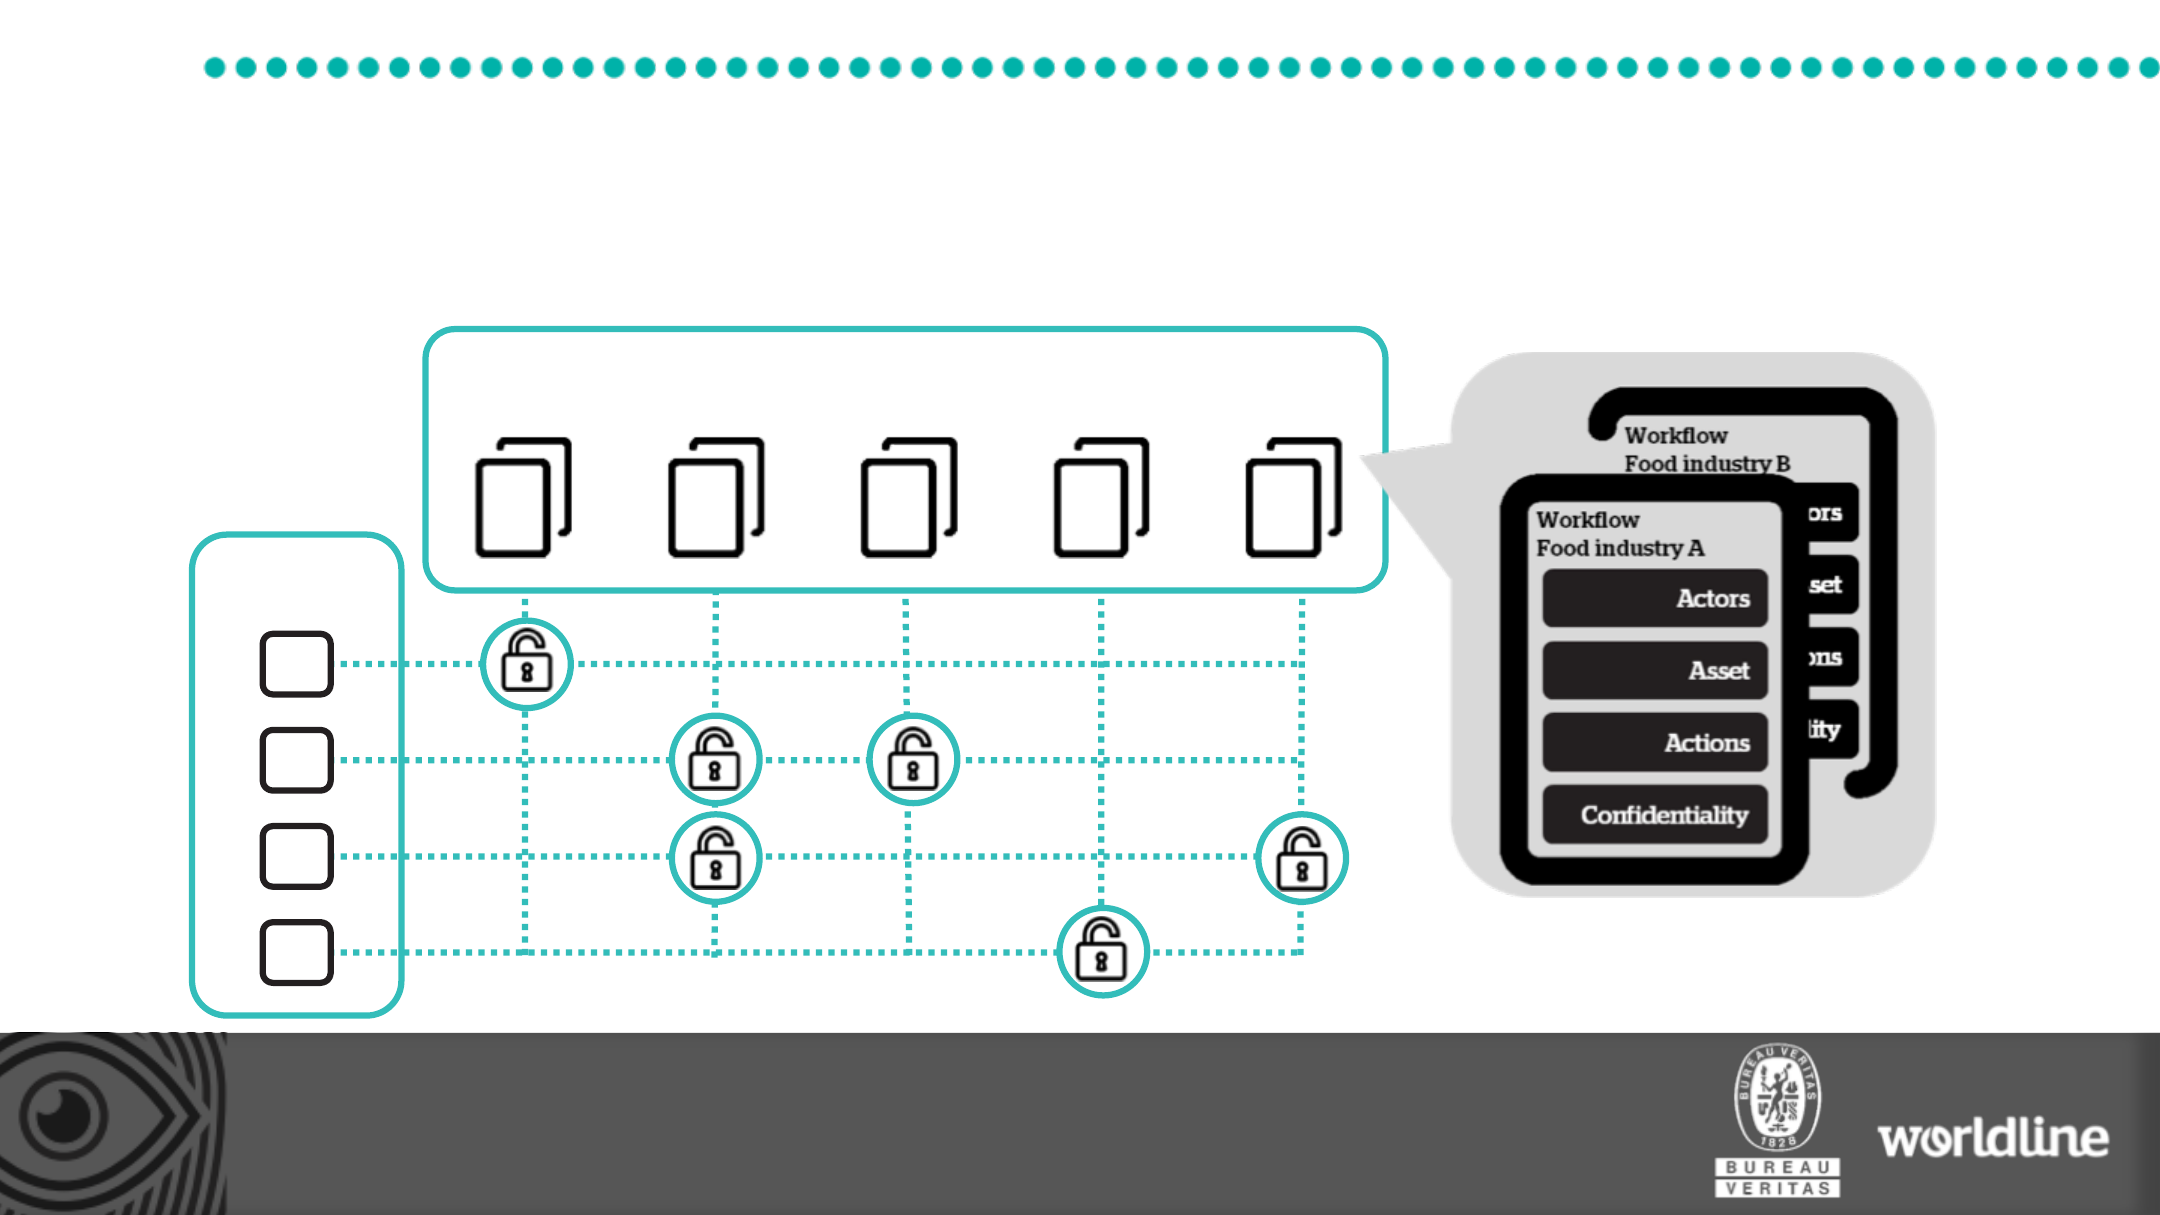 Workflow
Food industry B
Workflow
Food industry A
Actors
Asset
Actions
Confidentiality
ors
set
ons
lity
BUREAU VERITAS
1828
BUREAU
VERITAS
worldline